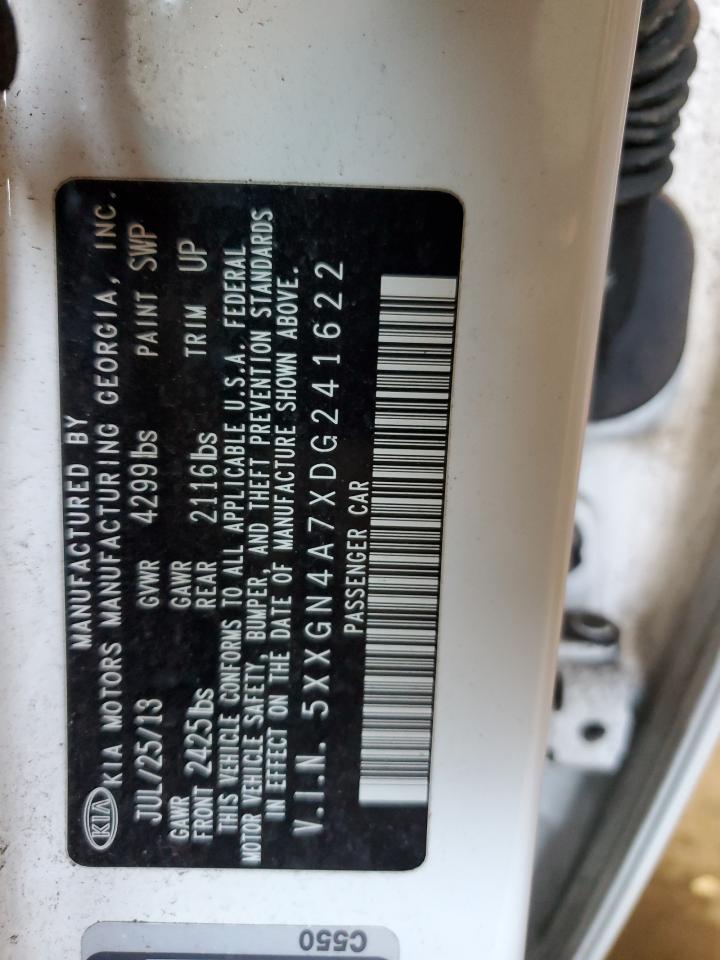 MANUFACTURED BY
KIA KIA MOTORS MANUFACTURING GEORGIA, INC.
JUL/25/13 GVWR 4299lbs PAINT SWP
GAWR FRONT 2425lbs GAWR REAR 2116lbs TRIM UP
THIS VEHICLE CONFORMS TO ALL APPLICABLE U.S.A. FEDERAL
MOTOR VEHICLE SAFETY, BUMPER, AND THEFT PREVENTION STANDARDS
IN EFFECT ON THE DATE OF MANUFACTURE SHOWN ABOVE.
V.I.N. 5XXGN4A7XDG241622
PASSENGER CAR
C550